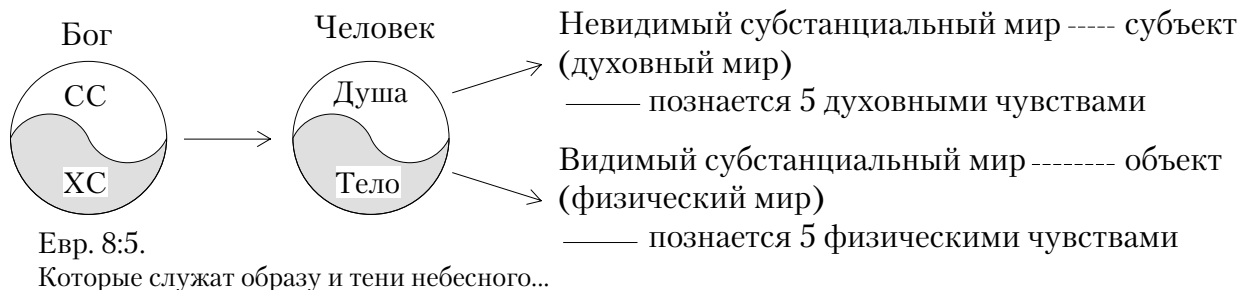 Бог
СС
ХС
Евр. 8:5.
Которые служат образу и тени небесного...
Человек
Душа
Тело
Невидимый субстанциальный мир ----- субъект
(духовный мир)
—— познается 5 духовными чувствами
Видимый субстанциальный мир -------- объект
(физический мир)
—— познается 5 физическими чувствами